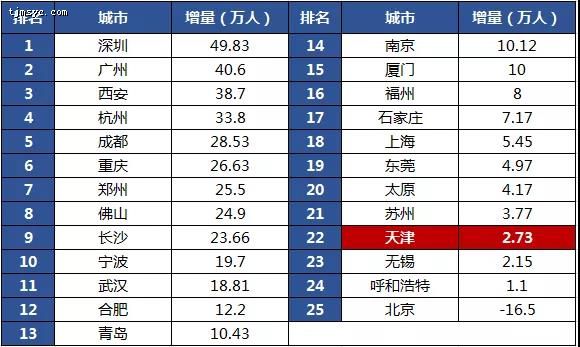 tjmsyc.com
排名 城市 增量（万人） 排名 城市 增量（万人）
1 深圳 49.83 14 南京 10.12
2 广州 40.6 15 厦门 10
3 西安 38.7 16 福州 8
4 杭州 33.8 17 石家庄 7.17
5 成都 28.53 18 上海 5.45
6 重庆 26.63 19 东莞 4.97
7 郑州 25.5 20 太原 4.17
8 佛山 24.9 21 苏州 3.77
9 长沙 23.66 22 天津 2.73
10 宁波 19.7 23 无锡 2.15
11 武汉 18.81 24 呼和浩特 1.1
12 合肥 12.2 25 北京 -16.5
13 青岛 10.43